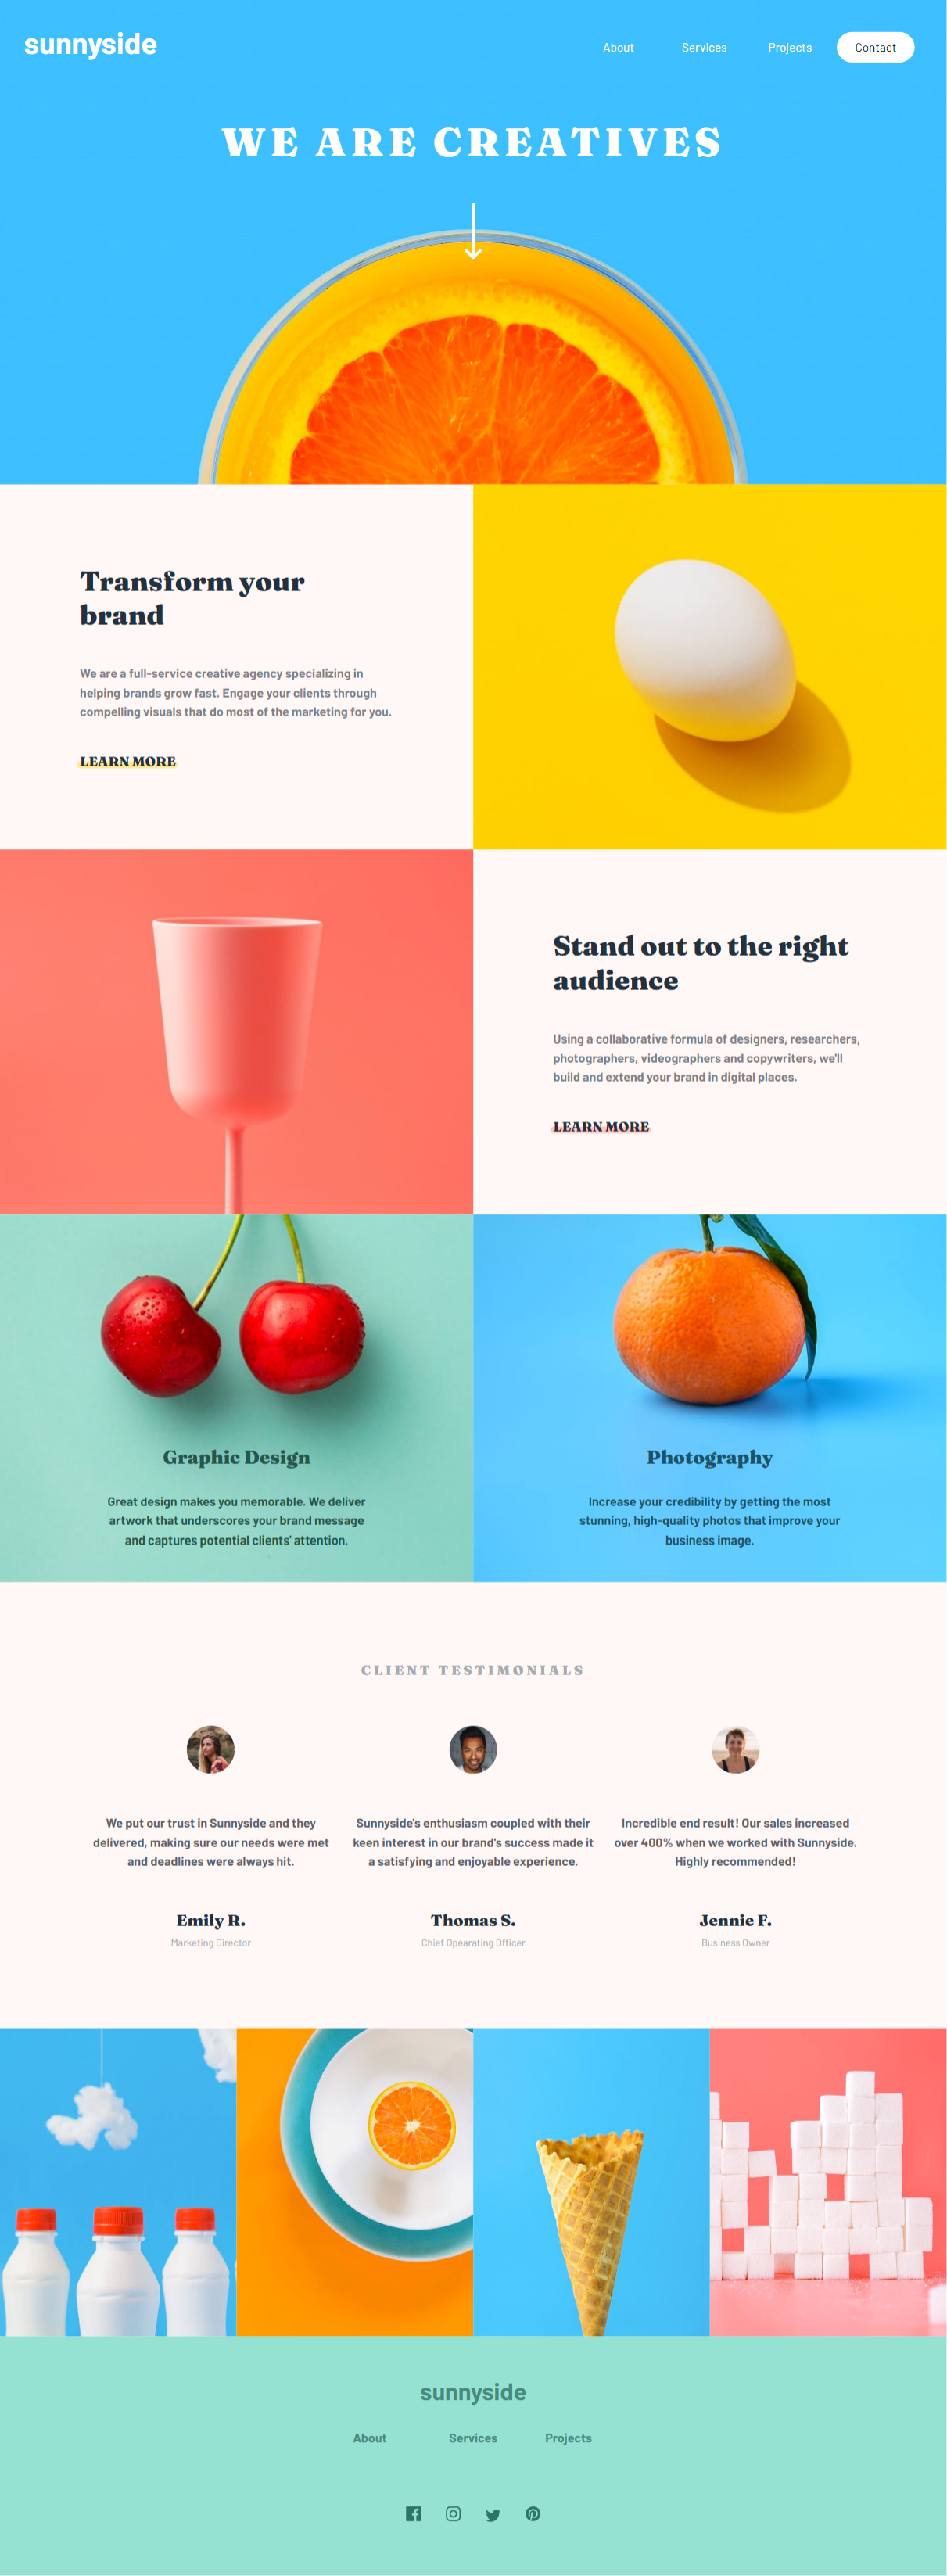 sunnyside
About Services Projects Contact
WE ARE CREATIVES
Transform your
brand
We are a full-service creative agency specializing in
helping brands grow fast. Engage your clients through
compelling visuals that do most of the marketing for you.
LEARN MORE
Stand out to the right
audience
Using a collaborative formula of designers, researchers,
photographers, videographers and copywriters, we'll
build and extend your brand in digital places.
LEARN MORE
Graphic Design
Great design makes you memorable. We deliver
artwork that underscores your brand message
and captures potential clients' attention.
Photography
Increase your credibility by getting the most
stunning, high-quality photos that improve your
business image.
CLIENT TESTIMONIALS
We put our trust in Sunnyside and they
delivered, making sure our needs were met
and deadlines were always hit.
Emily R.
Marketing Director
Sunnyside's enthusiasm coupled with their
keen interest in our brand's success made it
a satisfying and enjoyable experience.
Thomas S.
Chief Opearating Officer
Incredible end result! Our sales increased
over 400% when we worked with Sunnyside.
Highly recommended!
Jennie F.
Business Owner
sunnyside
About Services Projects